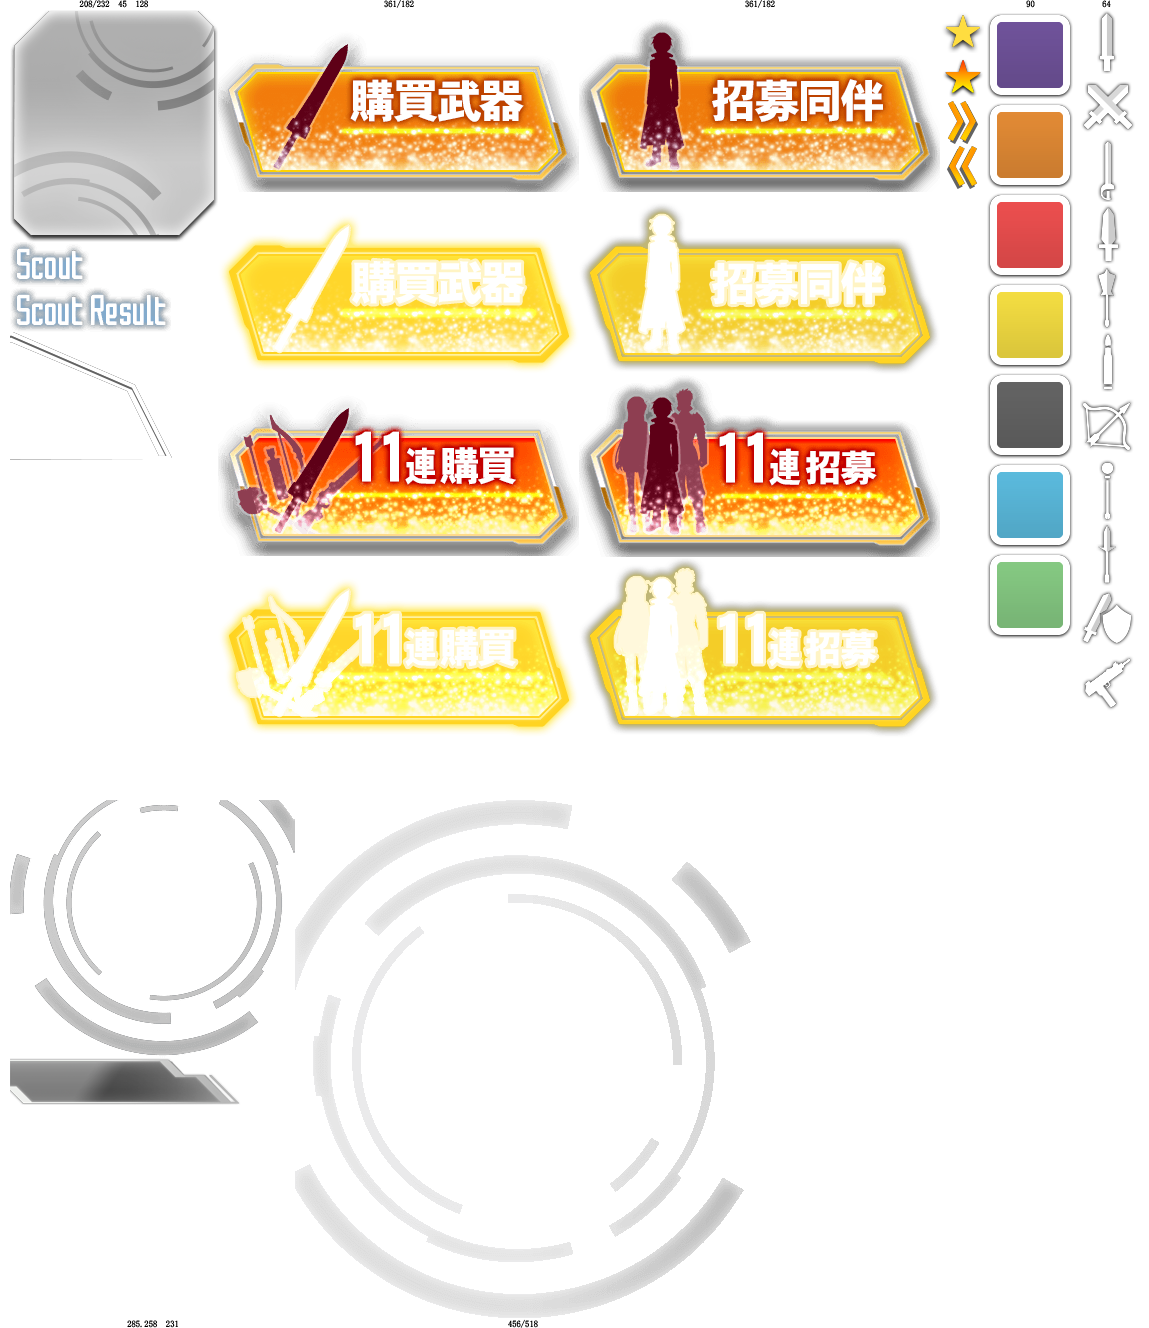 208/232 45 128
361/182
361/182
90
64
購買武器
招募同伴
Scout
Scout Result
購買武器
招募同伴
11連購買
11連招募
11連購買
11連招募
285.258 231
456/518